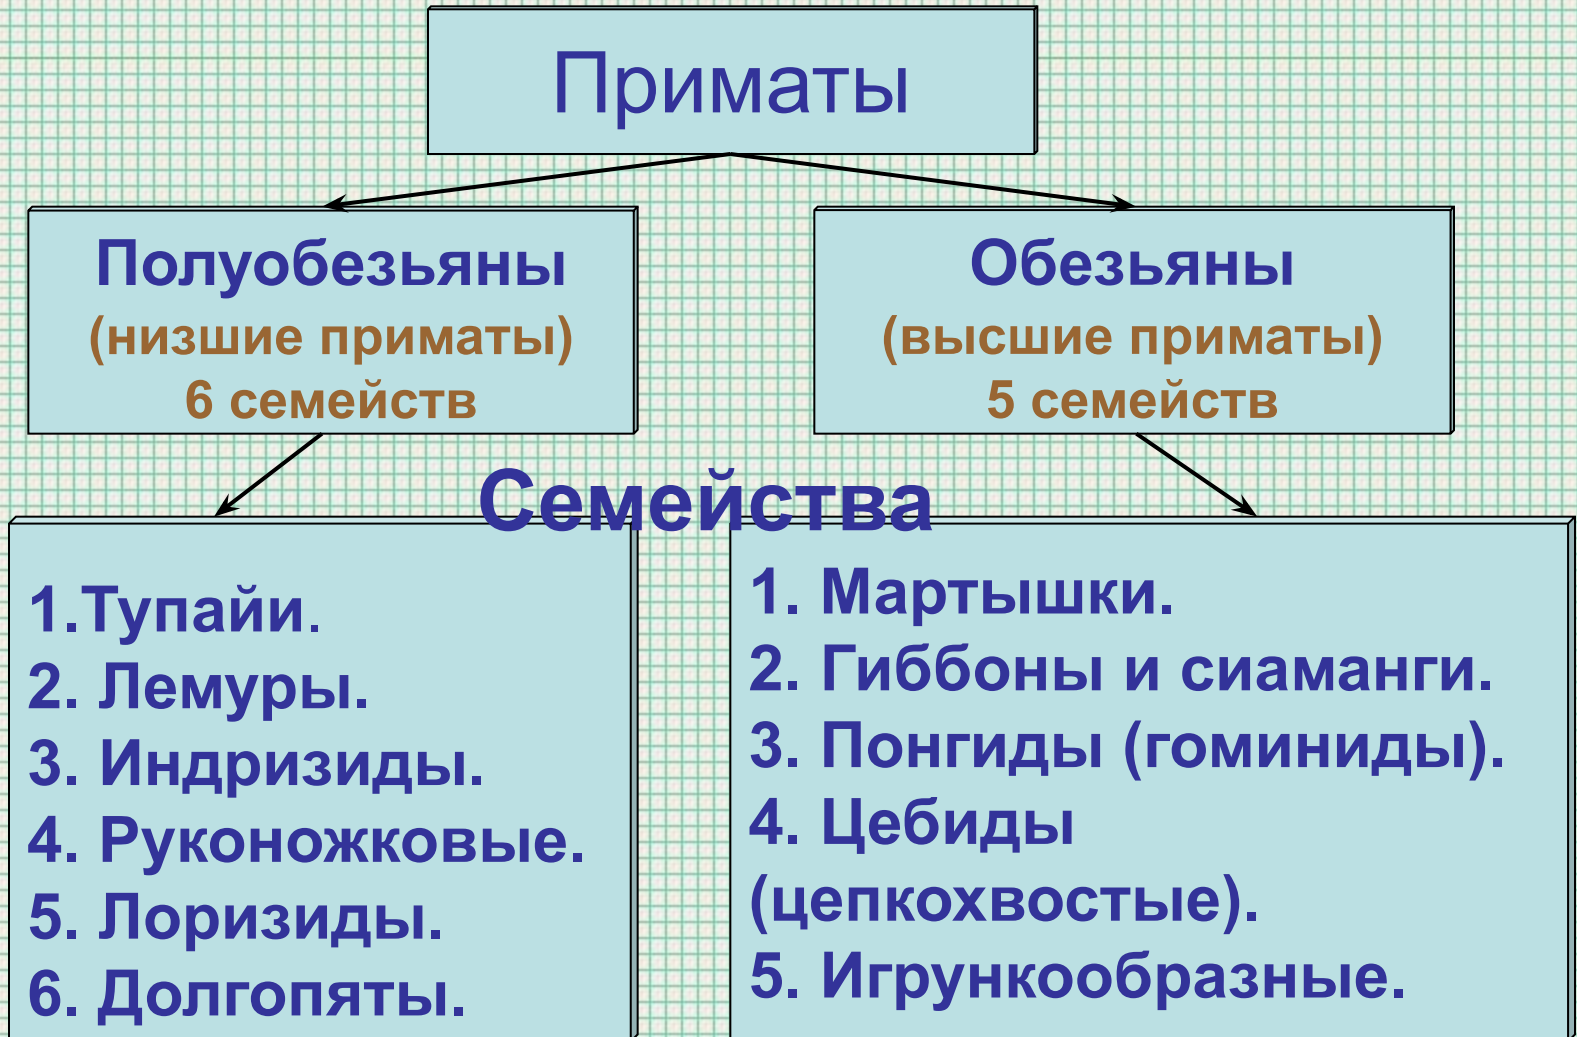 Приматы
Полуобезьяны
(низшие приматы)
6 семейств
Обезьяны
(высшие приматы)
5 семейств
Семейства
1.Тупайи.
2. Лемуры.
3. Индризиды.
4. Руконожковые.
5. Лоризиды.
6. Долгопяты.
1. Мартышки.
2. Гиббоны и сиаманги.
3. Понгиды (гоминиды).
4. Цебиды
(цепкохвостые).
5. Игрункообразные.